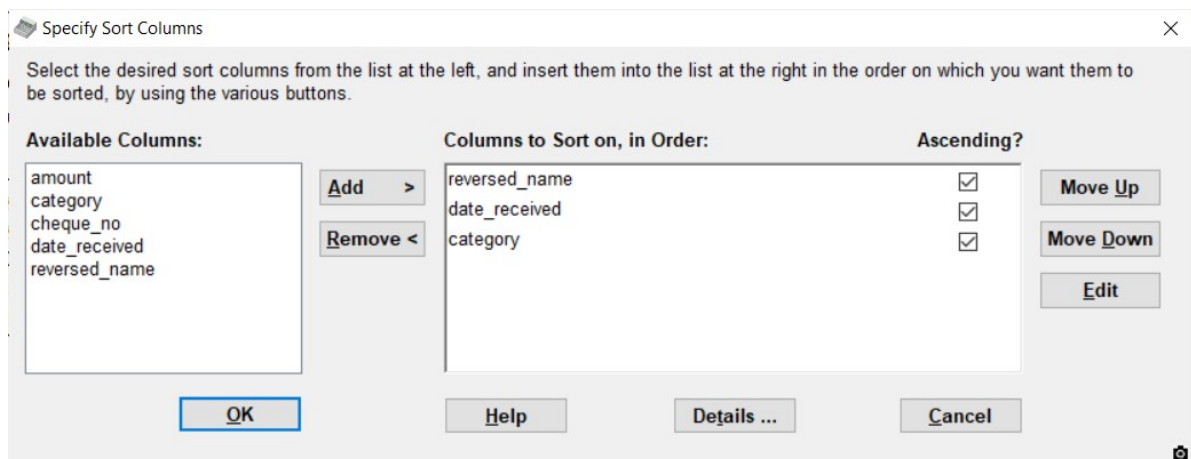 Specify Sort Columns
Select the desired sort columns from the list at the left, and insert them into the list at the right in the order on which you want them to
be sorted, by using the various buttons.
Available Columns:
amount
category
cheque_no
date_received
reversed_name
Add >
Remove <
Columns to Sort on, in Order: Ascending?
reversed_name
date_received
category
Move Up
Move Down
Edit
OK
Help
Details ...
Cancel